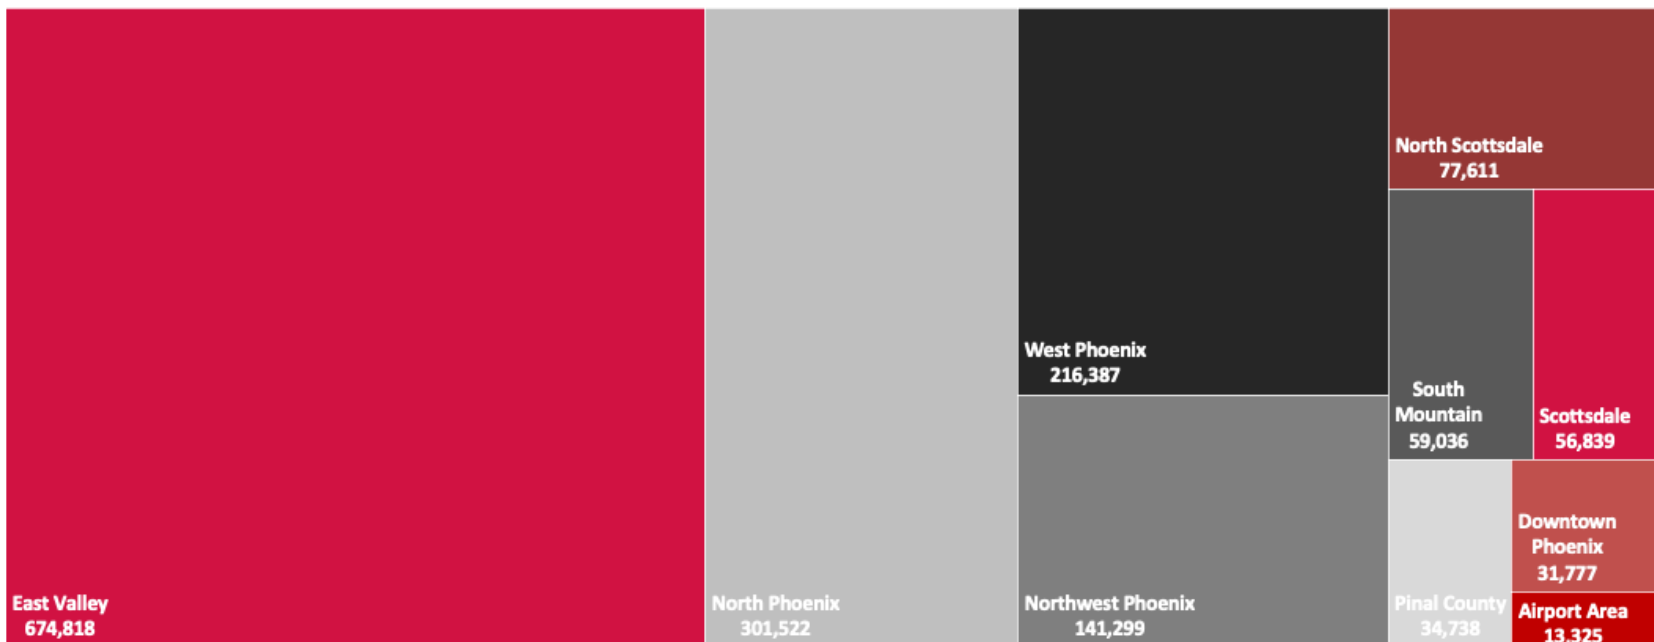 East Valley
674,818
North Phoenix
301,522
West Phoenix
216,387
Northwest Phoenix
141,299
North Scottsdale
77,611
South
Mountain
59,036
Scottsdale
56,839
Pinal County
34,738
Downtown
Phoenix
31,777
Airport Area
13,325